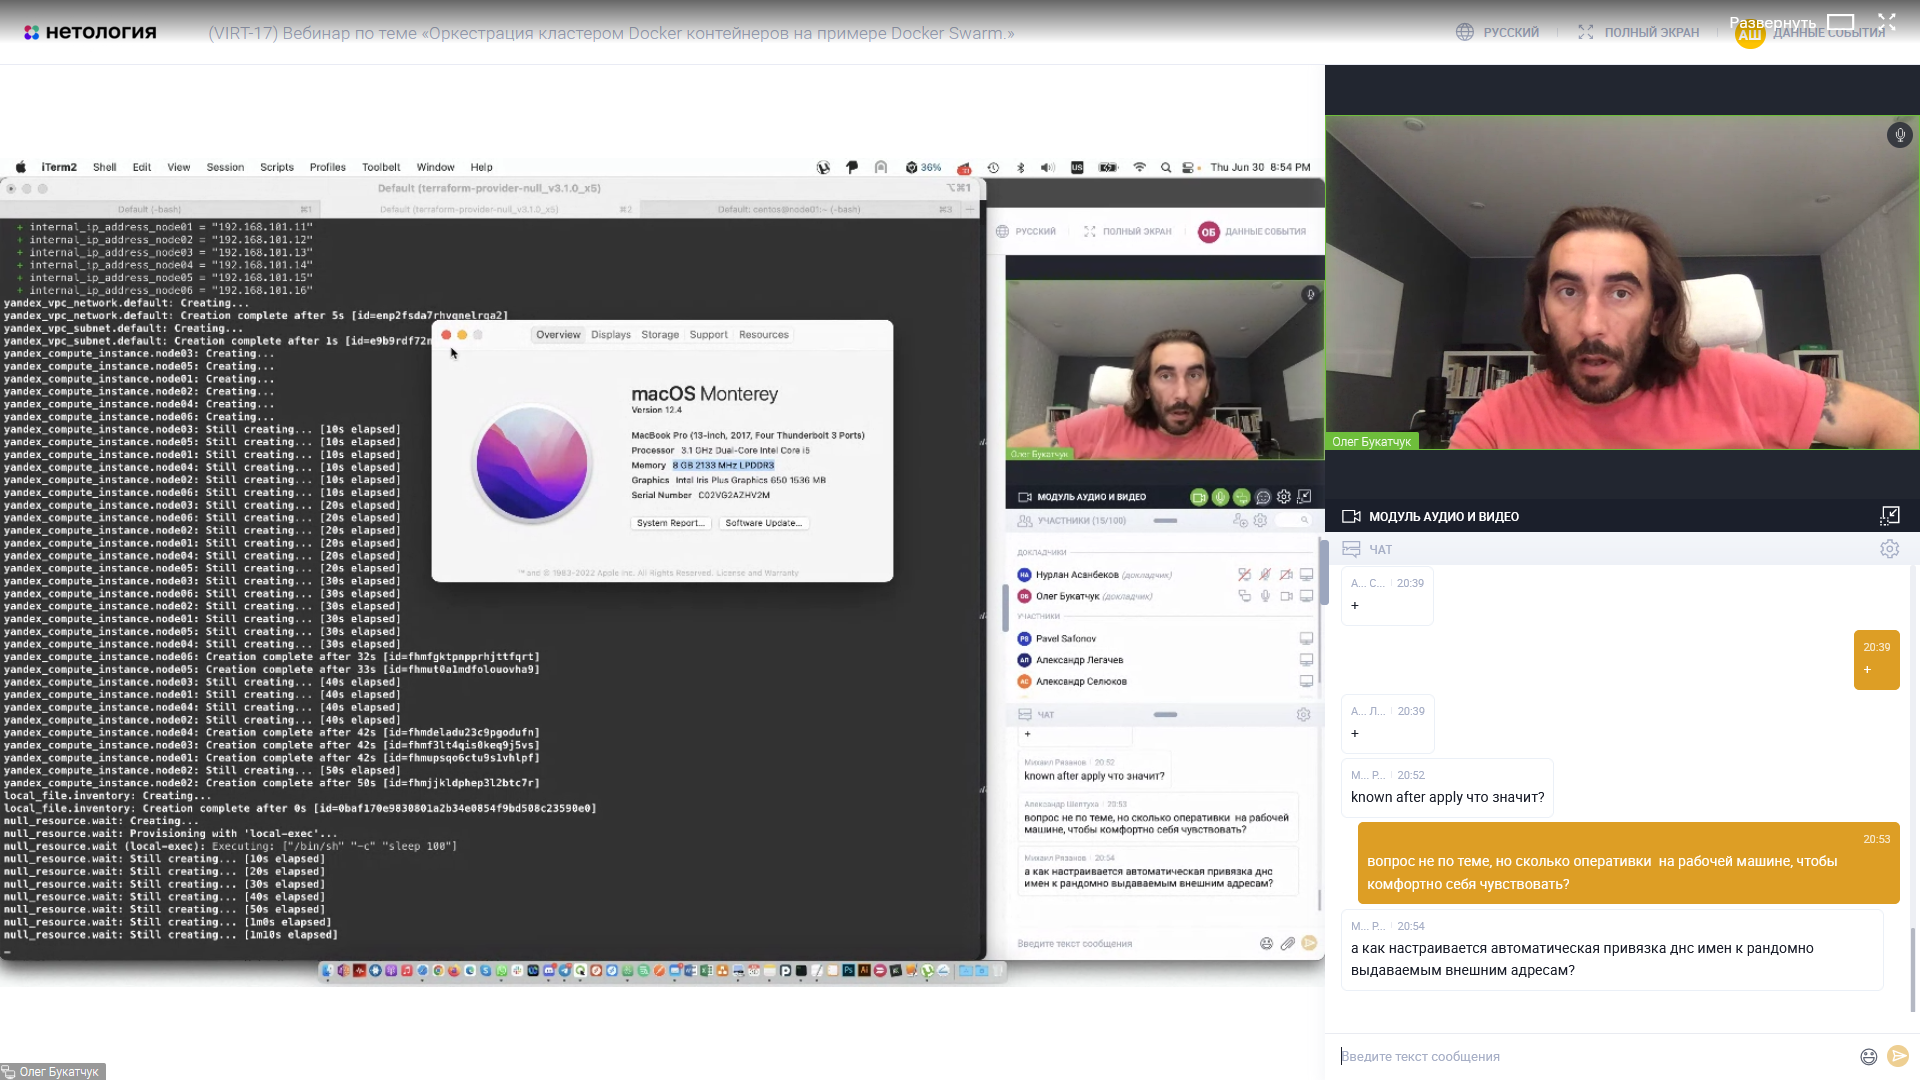 нетология
(VIRT-17) Вебинар по теме «Оркестрация кластером Docker контейнеров на примере Docker Swarm.»
РУССКИЙ
ПОЛНЫЙ ЭКРАН
АШ
ДАННЫЕ СОБЫТИЯ
Развернуть
iTerm2 Shell Edit View Session Scripts Profiles Toolbelt Window Help
36%
US
Thu Jun 30 8:54 PM
Default (terraform-provider-null_v3.1.0_x5)
⌥⌘1
Default (-bash) ⌘1
Default (terraform-provider-null_v3.1.0_x5) ⌘2
Default: centos@node01:~ (-bash) ⌘3
+ internal_ip_address_node01 = "192.168.101.11"
+ internal_ip_address_node02 = "192.168.101.12"
+ internal_ip_address_node03 = "192.168.101.13"
+ internal_ip_address_node04 = "192.168.101.14"
+ internal_ip_address_node05 = "192.168.101.15"
+ internal_ip_address_node06 = "192.168.101.16"
yandex_vpc_network.default: Creating...
yandex_vpc_network.default: Creation complete after 5s
yandex_vpc_subnet.default: Creating...
yandex_vpc_subnet.default: Creation complete after 1s
yandex_compute_instance.node03: Creating...
yandex_compute_instance.node05: Creating...
yandex_compute_instance.node01: Creating...
yandex_compute_instance.node02: Creating...
yandex_compute_instance.node04: Creating...
yandex_compute_instance.node06: Creating...
yandex_compute_instance.node03: Still creating... [10s elapsed]
yandex_compute_instance.node05: Still creating... [10s elapsed]
yandex_compute_instance.node01: Still creating... [10s elapsed]
yandex_compute_instance.node04: Still creating... [10s elapsed]
yandex_compute_instance.node02: Still creating... [10s elapsed]
yandex_compute_instance.node06: Still creating... [10s elapsed]
yandex_compute_instance.node03: Still creating... [20s elapsed]
yandex_compute_instance.node06: Still creating... [20s elapsed]
yandex_compute_instance.node02: Still creating... [20s elapsed]
yandex_compute_instance.node01: Still creating... [20s elapsed]
yandex_compute_instance.node04: Still creating... [20s elapsed]
yandex_compute_instance.node05: Still creating... [20s elapsed]
yandex_compute_instance.node03: Still creating... [30s elapsed]
yandex_compute_instance.node06: Still creating... [30s elapsed]
yandex_compute_instance.node02: Still creating... [30s elapsed]
yandex_compute_instance.node01: Still creating... [30s elapsed]
yandex_compute_instance.node05: Still creating... [30s elapsed]
yandex_compute_instance.node04: Still creating... [30s elapsed]
yandex_compute_instance.node06: Creation complete after 32s [id=fhmfgktpnpprhjttfqrt]
yandex_compute_instance.node05: Creation complete after 33s [id=fhmut0a1mdfolouovha9]
yandex_compute_instance.node03: Still creating... [40s elapsed]
yandex_compute_instance.node01: Still creating... [40s elapsed]
yandex_compute_instance.node04: Still creating... [40s elapsed]
yandex_compute_instance.node02: Still creating... [40s elapsed]
yandex_compute_instance.node04: Creation complete after 42s [id=fhmdeladu23c9pgodufn]
yandex_compute_instance.node03: Creation complete after 42s [id=fhmf3lt4qis0keq9j5vs]
yandex_compute_instance.node01: Creation complete after 42s [id=fhmupsqo6ctu9s1vhlpf]
yandex_compute_instance.node02: Still creating... [50s elapsed]
yandex_compute_instance.node02: Creation complete after 50s [id=fhmjjkldphep3l2btc7r]
local_file.inventory: Creating...
local_file.inventory: Creation complete after 0s [id=0baf170e9830801a2b34e0854f9bd508c23590e0]
null_resource.wait: Creating...
null_resource.wait: Provisioning with 'local-exec'...
null_resource.wait (local-exec): Executing: ["/bin/sh" "-c" "sleep 100"]
null_resource.wait: Still creating... [10s elapsed]
null_resource.wait: Still creating... [20s elapsed]
null_resource.wait: Still creating... [30s elapsed]
null_resource.wait: Still creating... [40s elapsed]
null_resource.wait: Still creating... [50s elapsed]
null_resource.wait: Still creating... [1m0s elapsed]
null_resource.wait: Still creating... [1m10s elapsed]
Overview Displays Storage Support Resources
macOS Monterey
Version 12.4
MacBook Pro (13-inch, 2017, Four Thunderbolt 3 Ports)
Processor 3.1 GHz Dual-Core Intel Core i5
Memory 8 GB 2133 MHz LPDDR3
Graphics Intel Iris Plus Graphics 650 1536 MB
Serial Number C02VG2AZHV2M
System Report...
Software Update...
™ and © 1983-2022 Apple Inc. All Rights Reserved. License and Warranty
РУССКИЙ
ПОЛНЫЙ ЭКРАН
ОБ
ДАННЫЕ СОБЫТИЯ
Олег Букатчук
МОДУЛЬ АУДИО И ВИДЕО
УЧАСТНИКИ (15/100)
ДОКЛАДЧИКИ
НА Нурлан Асанбеков (докладчик)
ОБ Олег Букатчук (докладчик)
УЧАСТНИКИ
PS Pavel Safonov
АЛ Александр Легачев
АС Александр Селюков
ЧАТ
+
Михаил Рязанов 20:52
known after apply что значит?
Александр Шептуха 20:53
вопрос не по теме, но сколько оперативки на рабочей
машине, чтобы комфортно себя чувствовать?
Михаил Рязанов 20:54
а как настраивается автоматическая привязка днс
имен к рандомно выдаваемым внешним адресам?
Введите текст сообщения
Олег Букатчук
МОДУЛЬ АУДИО И ВИДЕО
ЧАТ
А... С... 20:39
+
20:39
+
А... Л... 20:39
+
М... Р... 20:52
known after apply что значит?
20:53
вопрос не по теме, но сколько оперативки на рабочей машине, чтобы
комфортно себя чувствовать?
М... Р... 20:54
а как настраивается автоматическая привязка днс имен к рандомно
выдаваемым внешним адресам?
Введите текст сообщения
Олег Букатчук